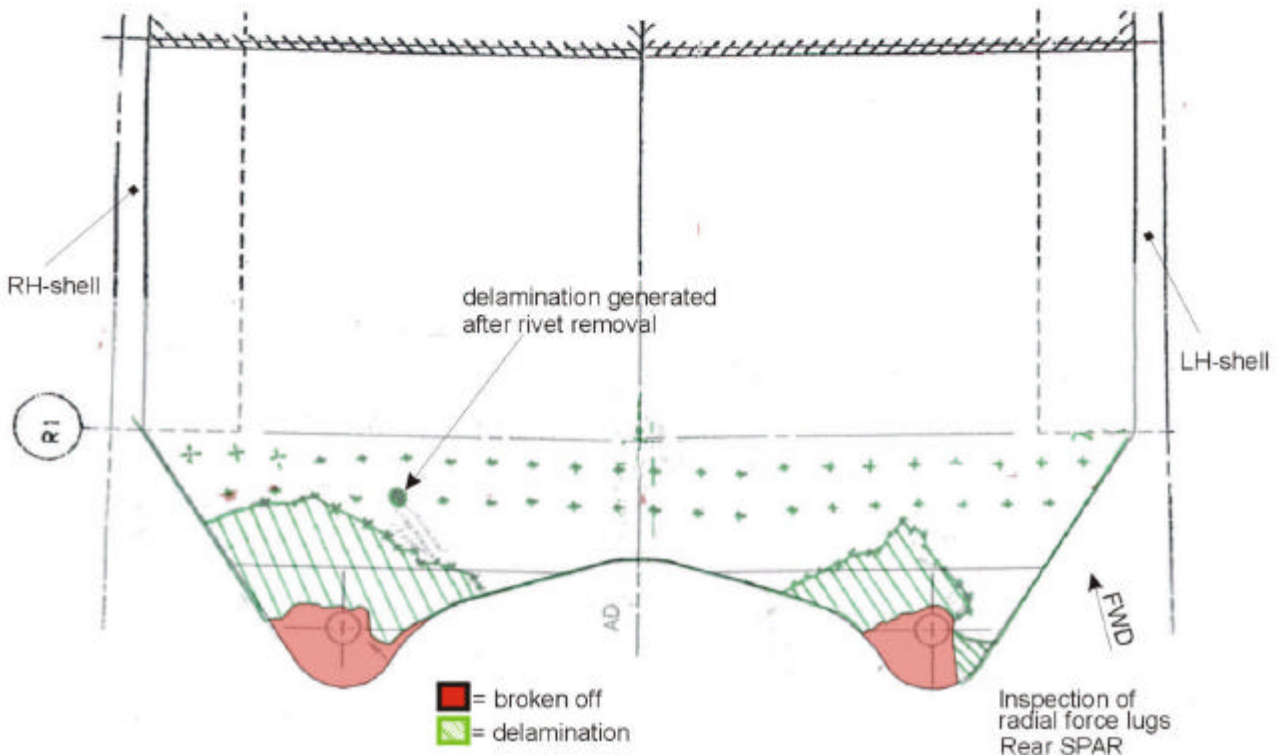 RH-shell
delamination generated
after rivet removal
LH-shell
AD
FWD
= broken off
= delamination
Inspection of
radial force lugs
Rear SPAR